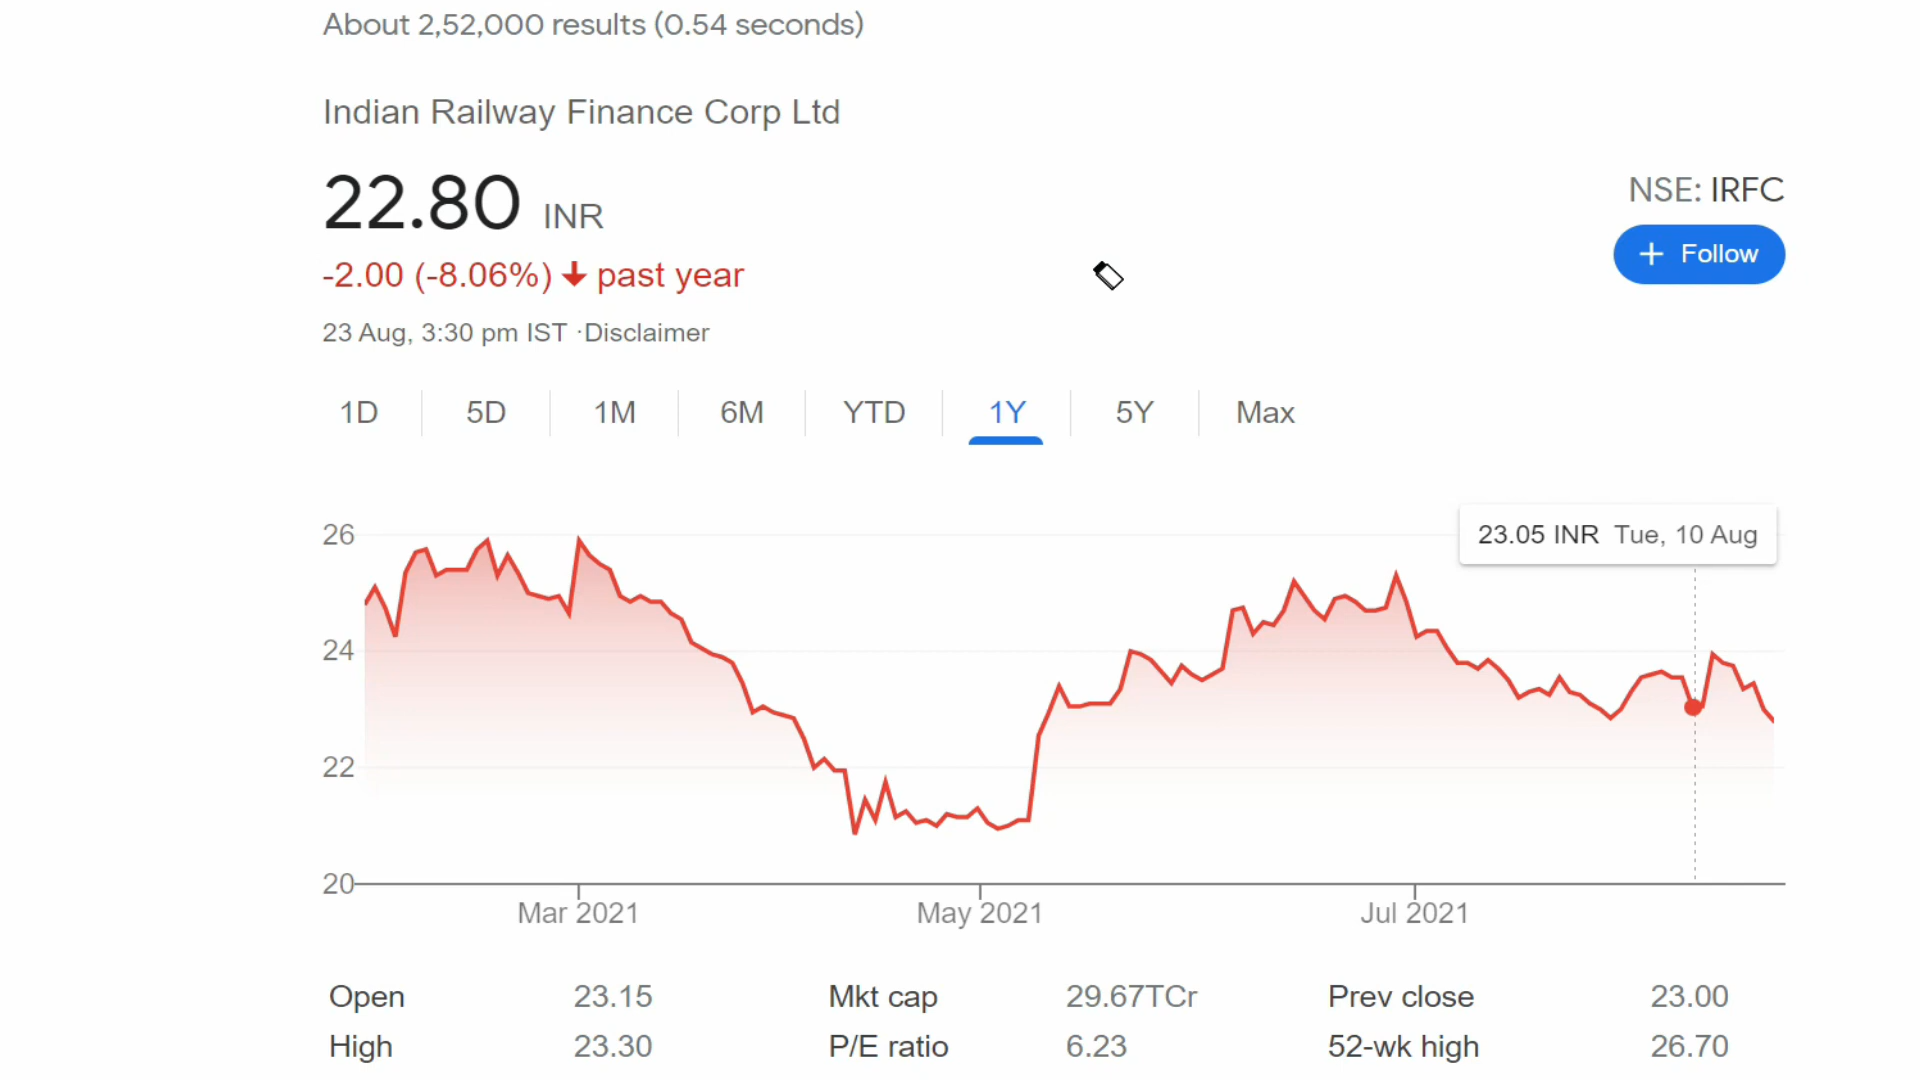 About 2,52,000 results (0.54 seconds)
Indian Railway Finance Corp Ltd
22.80 INR
NSE: IRFC
+ Follow
-2.00 (-8.06%) ↓ past year
23 Aug, 3:30 pm IST · Disclaimer
1D 5D 1M 6M YTD 1Y 5Y Max
23.05 INR Tue, 10 Aug
26
24
22
20
Mar 2021 May 2021 Jul 2021
Open 23.15 Mkt cap 29.67TCr Prev close 23.00
High 23.30 P/E ratio 6.23 52-wk high 26.70